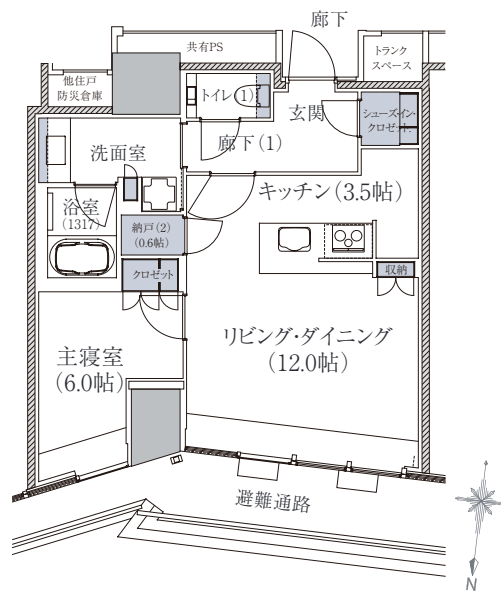 廊下
共有PS
トランク
スペース
他住戸
防災倉庫
トイレ(1)
玄関
シューズ・イン・
クロゼット
廊下(1)
洗面室
キッチン(3.5帖)
浴室
(1317)
納戸(2)
(0.6帖)
クロゼット
収納
リビング・ダイニング
(12.0帖)
主寝室
(6.0帖)
避難通路
N